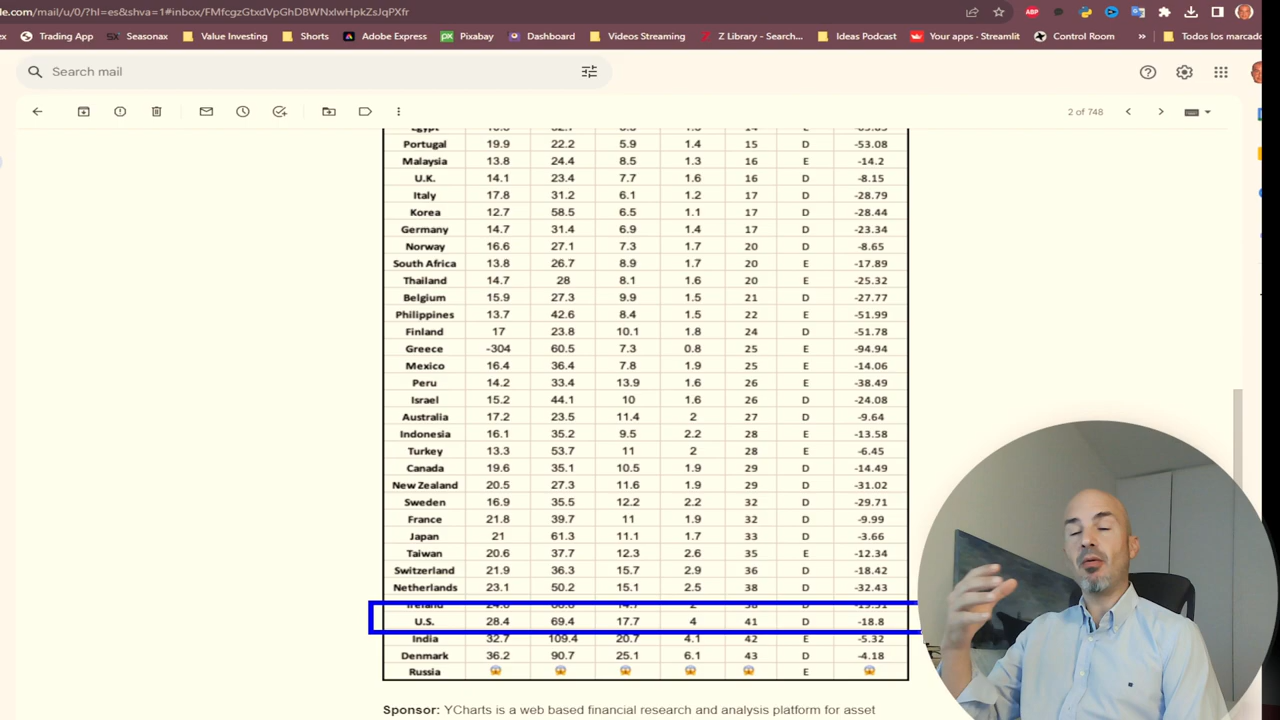 le.com/mail/u/0/?hl=es&shva=1#inbox/FMfcgzGtxdVpGhDBWNxdwHpkZsJqPXfr
Trading App Seasonax Value Investing Shorts Adobe Express Pixabay Dashboard Videos Streaming Z Library - Search... Ideas Podcast Your apps · Streamlit Control Room » Todos los marcado
Search mail
2 of 748
Egypt
Portugal 19.9 22.2 5.9 1.4 15 D -53.08
Malaysia 13.8 24.4 8.5 1.3 16 E -14.2
U.K. 14.1 23.4 7.7 1.6 16 D -8.15
Italy 17.8 31.2 6.1 1.2 17 D -28.79
Korea 12.7 58.5 6.5 1.1 17 D -28.44
Germany 14.7 31.4 6.9 1.4 17 D -23.34
Norway 16.6 27.1 7.3 1.7 20 D -8.65
South Africa 13.8 26.7 8.9 1.7 20 E -17.89
Thailand 14.7 28 8.1 1.6 20 E -25.32
Belgium 15.9 27.3 9.9 1.5 21 D -27.77
Philippines 13.7 42.6 8.4 1.5 22 E -51.99
Finland 17 23.8 10.1 1.8 24 D -51.78
Greece -304 60.5 7.3 0.8 25 E -94.94
Mexico 16.4 36.4 7.8 1.9 25 E -14.06
Peru 14.2 33.4 13.9 1.6 26 E -38.49
Israel 15.2 44.1 10 1.6 26 D -24.08
Australia 17.2 23.5 11.4 2 27 D -9.64
Indonesia 16.1 35.2 9.5 2.2 28 E -13.58
Turkey 13.3 53.7 11 2 28 E -6.45
Canada 19.6 35.1 10.5 1.9 29 D -14.49
New Zealand 20.5 27.3 11.6 1.9 29 D -31.02
Sweden 16.9 35.5 12.2 2.2 32 D -29.71
France 21.8 39.7 11 1.9 32 D -9.99
Japan 21 61.3 11.1 1.7 33 D -3.66
Taiwan 20.6 37.7 12.3 2.6 35 E -12.34
Switzerland 21.9 36.3 15.7 2.9 36 D -18.42
Netherlands 23.1 50.2 15.1 2.5 38 D -32.43
Ireland 2 D
U.S. 28.4 69.4 17.7 4 41 D -18.8
India 32.7 109.4 20.7 4.1 42 E -5.32
Denmark 36.2 90.7 25.1 6.1 43 D -4.18
Russia 😱 😱 😱 😱 😱 E 😱
Sponsor: YCharts is a web based financial research and analysis platform for asset